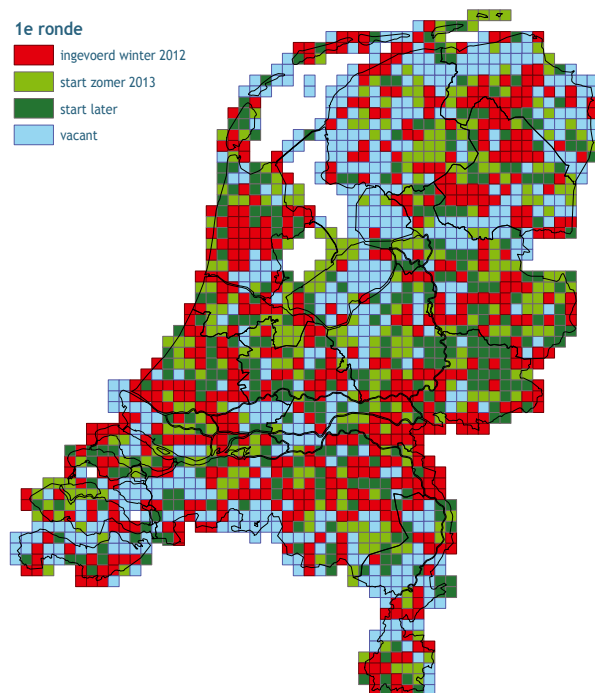 1e ronde
ingevoerd winter 2012
start zomer 2013
start later
vacant